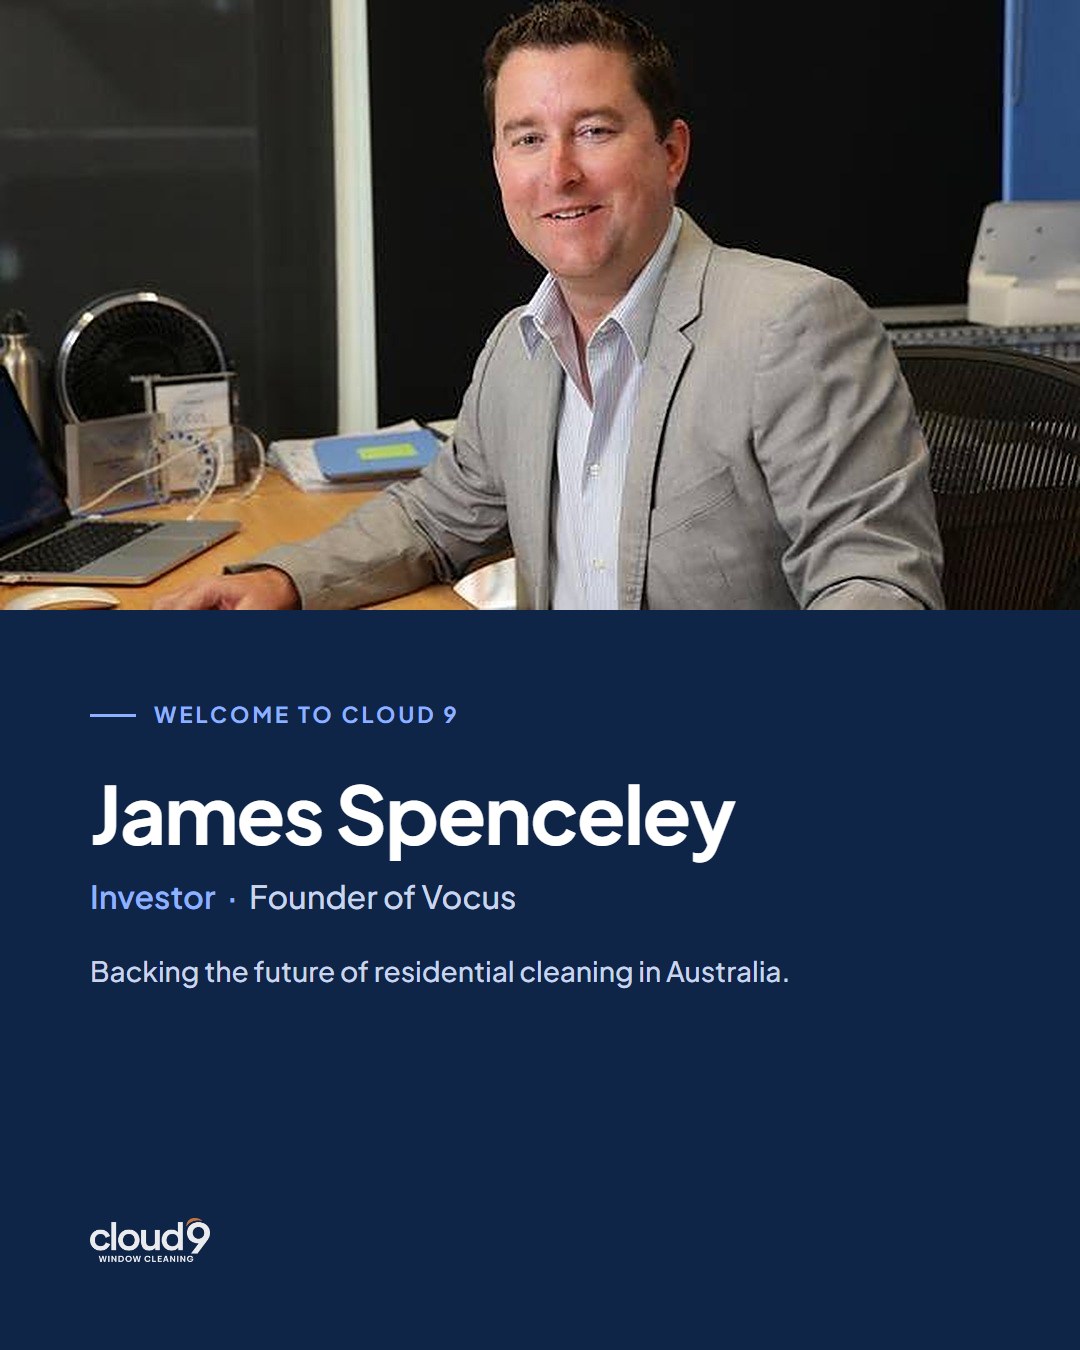 WELCOME TO CLOUD 9
James Spenceley
Investor · Founder of Vocus
Backing the future of residential cleaning in Australia.
cloud9
WINDOW CLEANING